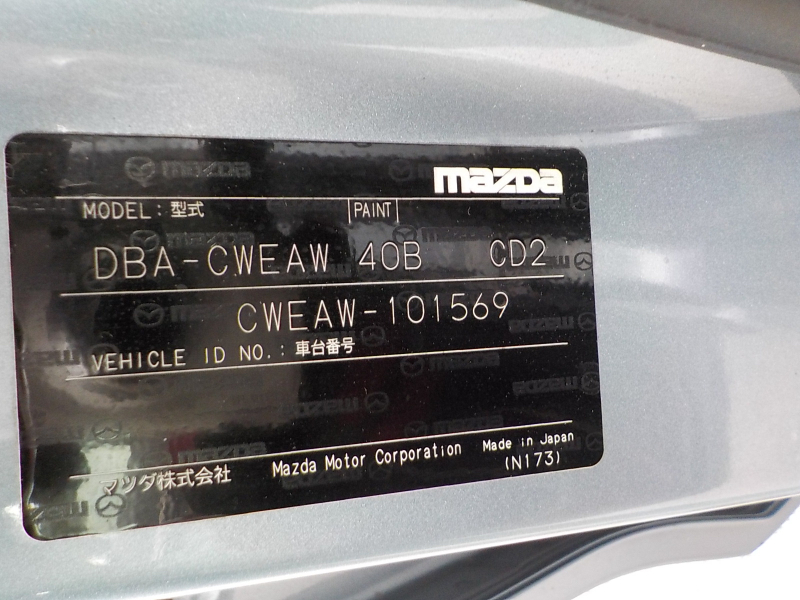 mazda
MODEL: 型式 PAINT
DBA-CWEAW 40B CD2
CWEAW-101569
VEHICLE ID NO.: 車台番号
マツダ株式会社 Mazda Motor Corporation Made in Japan
(N173)